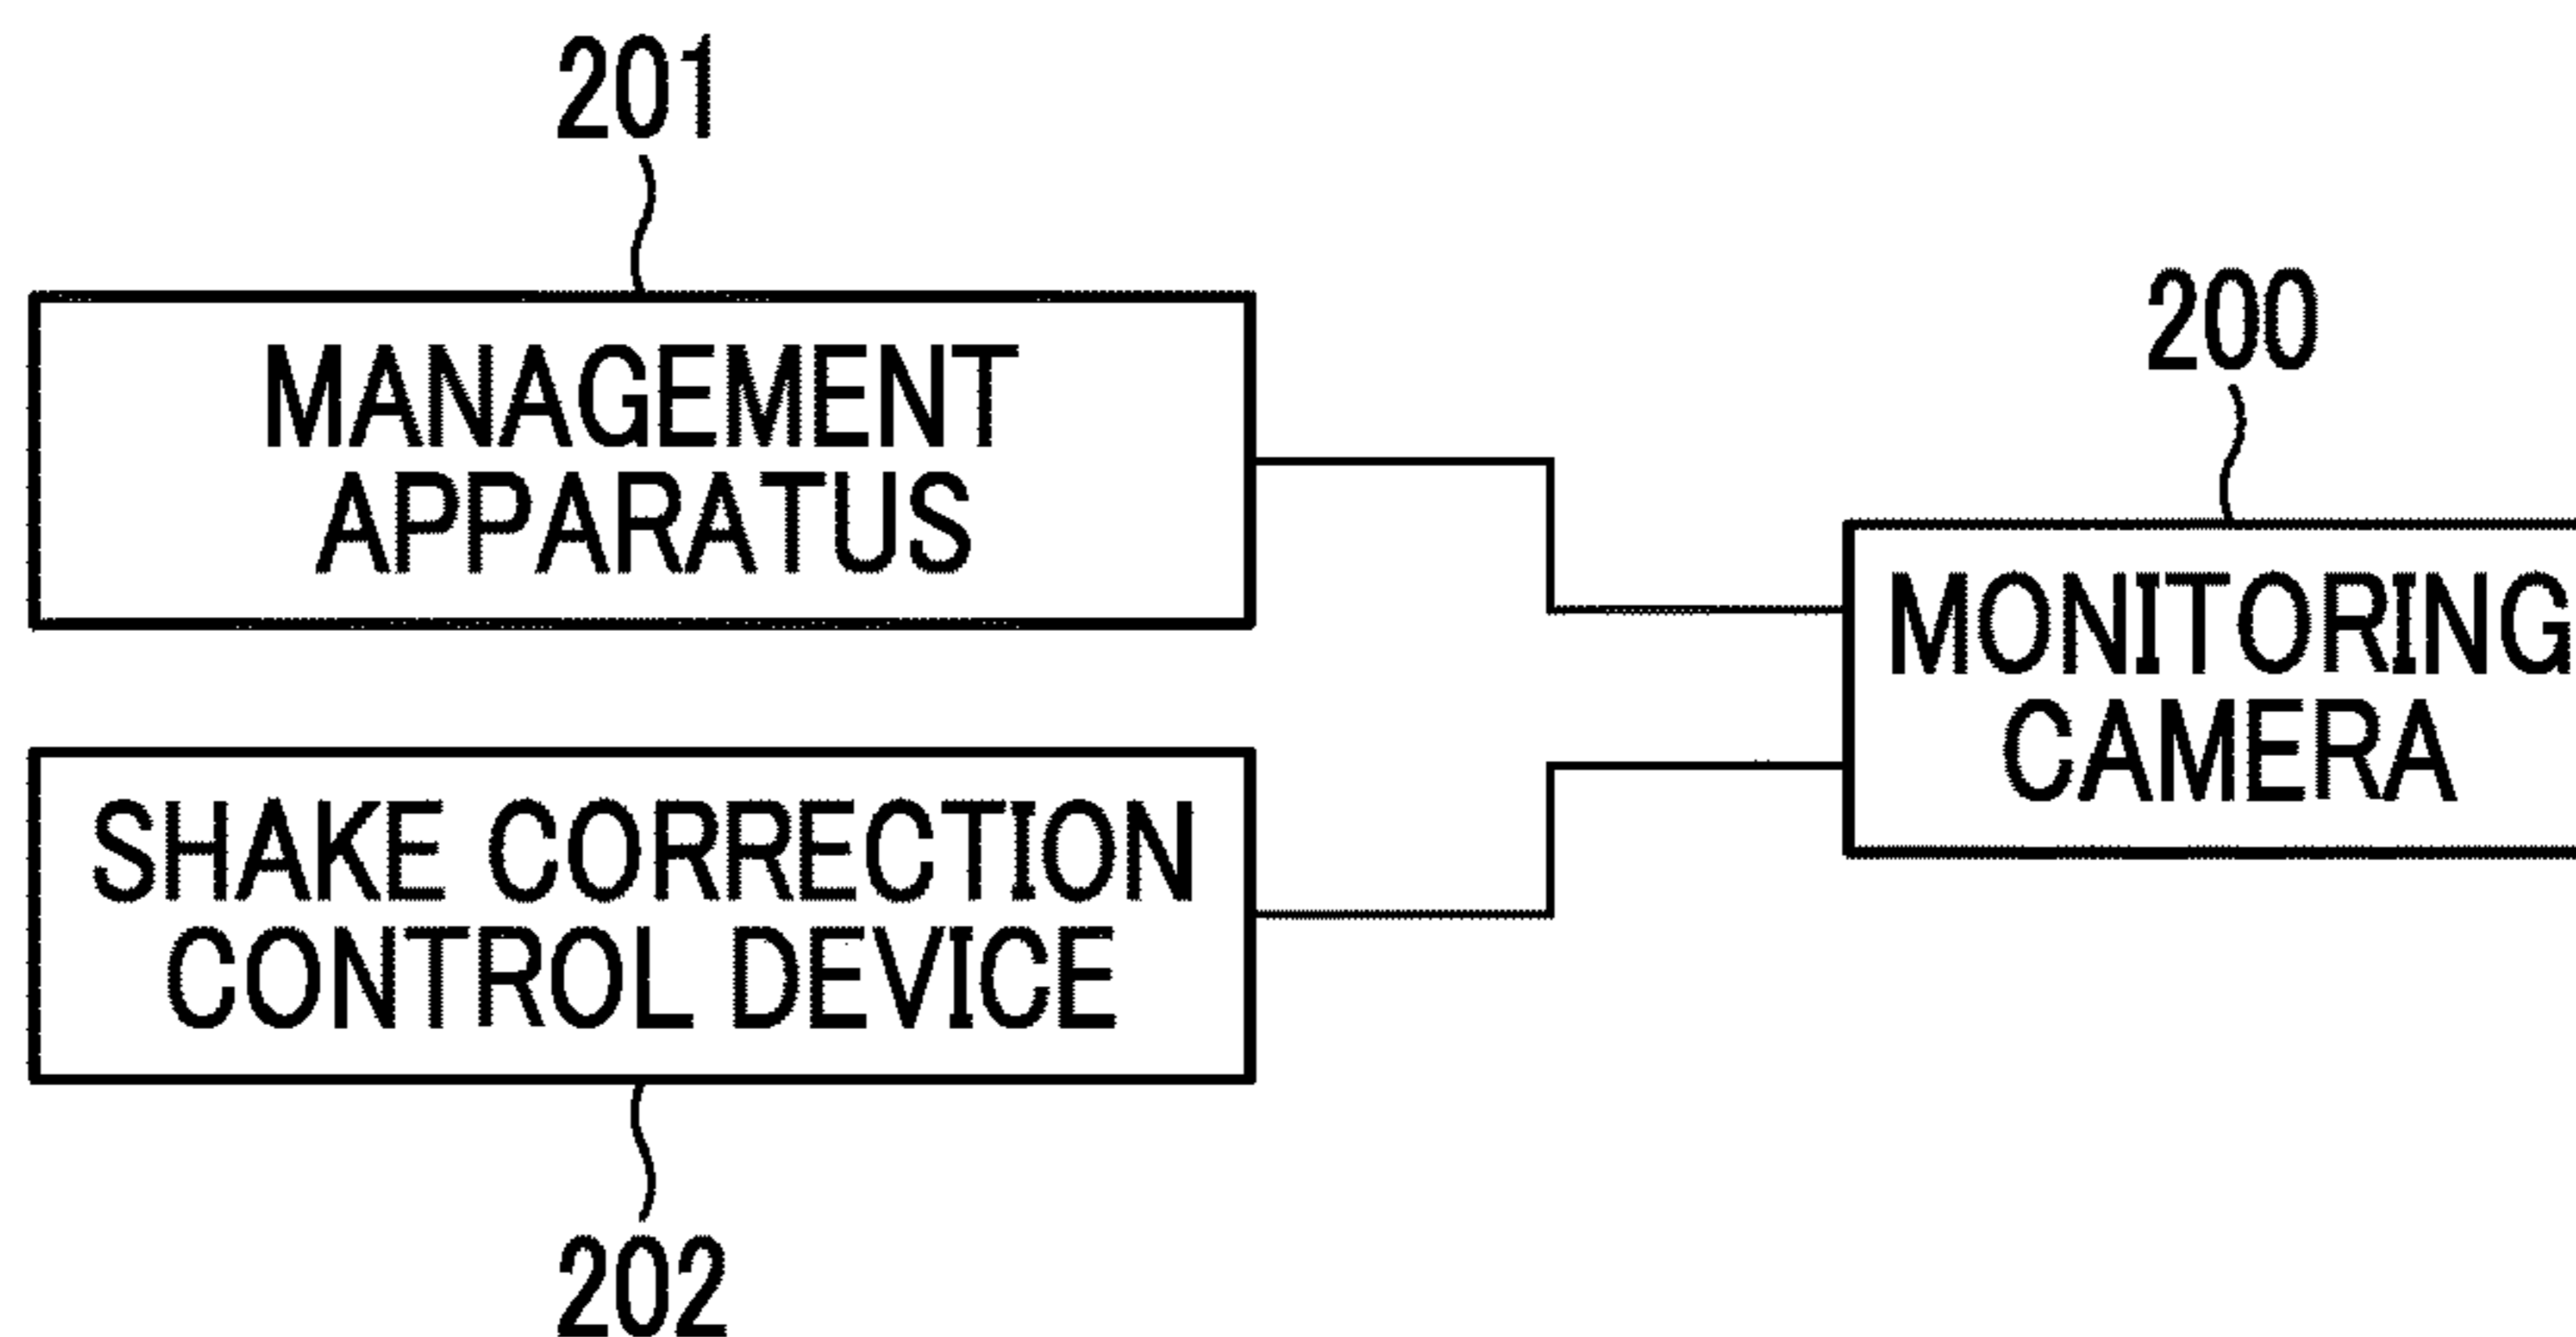 201
MANAGEMENT
APPARATUS
200
MONITORING
CAMERA
SHAKE CORRECTION
CONTROL DEVICE
202